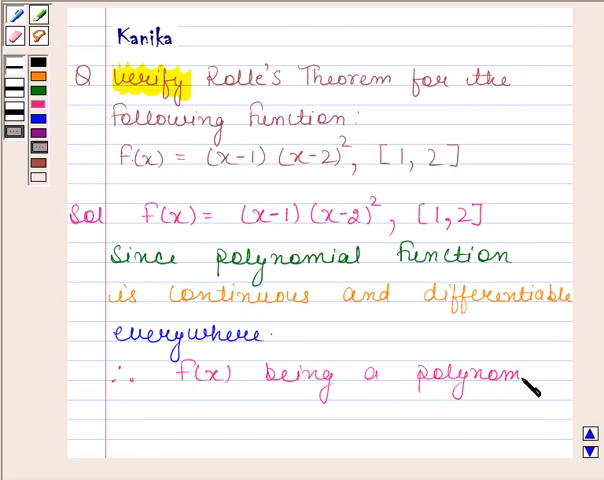 Kanika
Q Verify Rolle's Theorem for the
following function:
f(x) = (x-1) (x-2)², [1, 2]
Sol f(x) = (x-1) (x-2)², [1,2]
Since polynomial function
is continuous and differentiable
everywhere.
∴ f(x) being a polynom